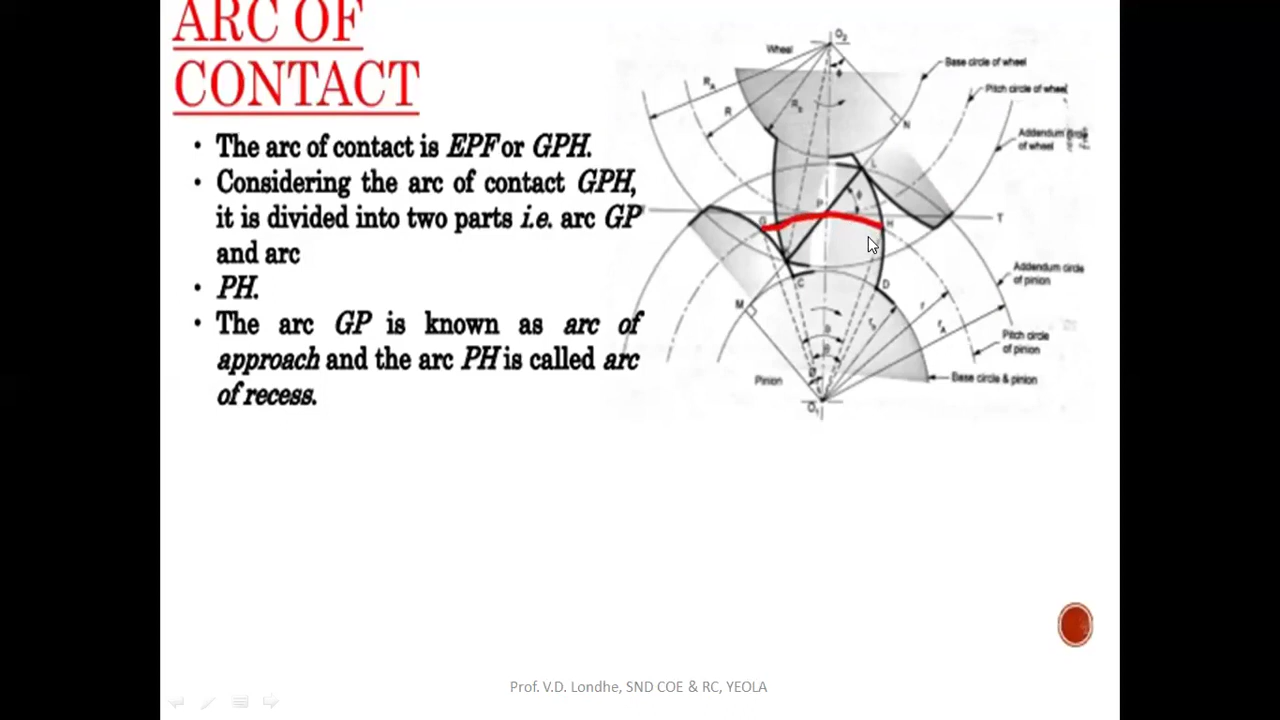 ARC OF
CONTACT
• The arc of contact is EPF or GPH.
• Considering the arc of contact GPH,
it is divided into two parts i.e. arc GP
and arc
• PH.
• The arc GP is known as arc of
approach and the arc PH is called arc
of recess.
O2
Wheel
Base circle of wheel
Pitch circle of wheel
Addendum circle
of wheel
RA
R
N
L
P
T
G
H
C
D
M
r
rA
Addendum circle
of pinion
Pitch circle
of pinion
Base circle & pinion
Pinion
O1
Prof. V.D. Londhe, SND COE & RC, YEOLA